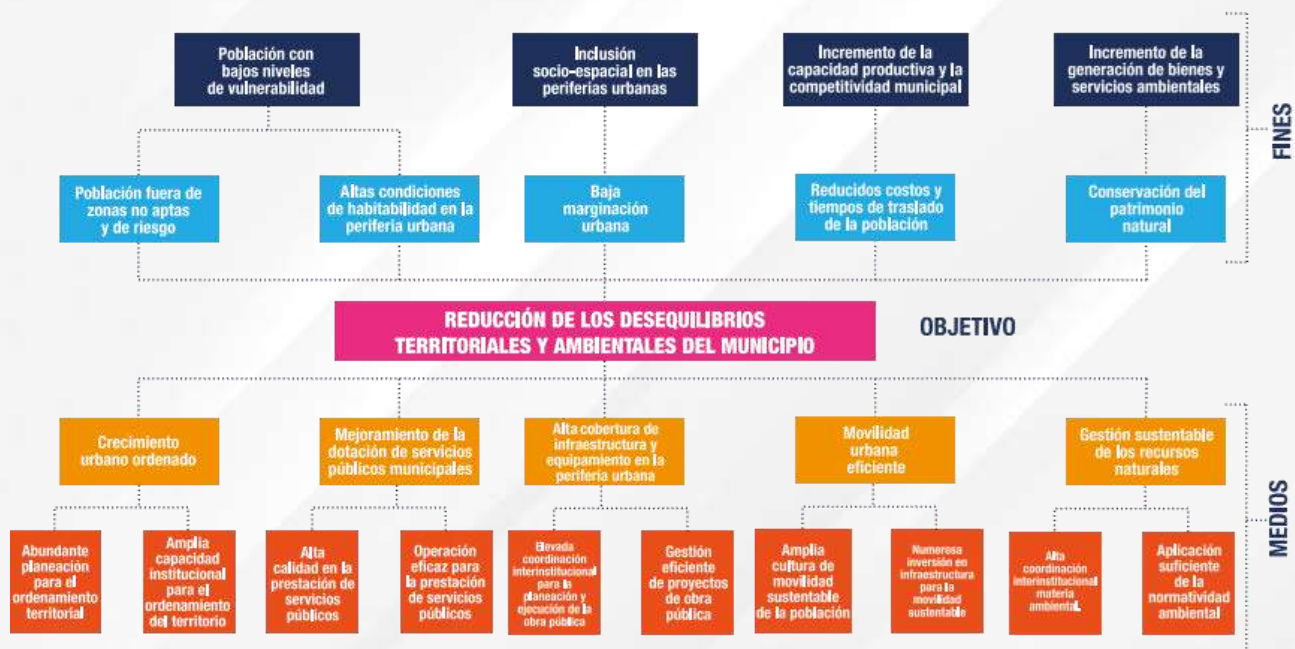 Población con
bajos niveles
de vulnerabilidad
Inclusión
socio-espacial en las
periferias urbanas
Incremento de la
capacidad productiva y la
competitividad municipal
Incremento de la
generación de bienes y
servicios ambientales
FINES
Población fuera de
zonas no aptas
y de riesgo
Altas condiciones
de habitabilidad en la
periferia urbana
Baja
marginación
urbana
Reducidos costos y
tiempos de traslado
de la población
Conservación del
patrimonio
natural
REDUCCIÓN DE LOS DESEQUILIBRIOS
TERRITORIALES Y AMBIENTALES DEL MUNICIPIO
OBJETIVO
Crecimiento
urbano ordenado
Mejoramiento de la
dotación de servicios
públicos municipales
Alta cobertura de
infraestructura y
equipamiento en la
periferia urbana
Movilidad
urbana
eficiente
Gestión sustentable
de los recursos
naturales
MEDIOS
Abundante
planeación
para el
ordenamiento
territorial
Amplia
capacidad
institucional
para el
ordenamiento
del territorio
Alta
calidad en la
prestación de
servicios
públicos
Operación
eficaz para
la prestación
de servicios
públicos
Elevada
coordinación
interinstitucional
para la
planeación y
ejecución de la
obra pública
Gestión
eficiente
de proyectos
de obra
pública
Amplia
cultura de
movilidad
sustentable
de la población
Numerosa
inversión en
infraestructura
para la
movilidad
sustentable
Alta
coordinación
interinstitucional
materia
ambiental.
Aplicación
suficiente
de la
normatividad
ambiental